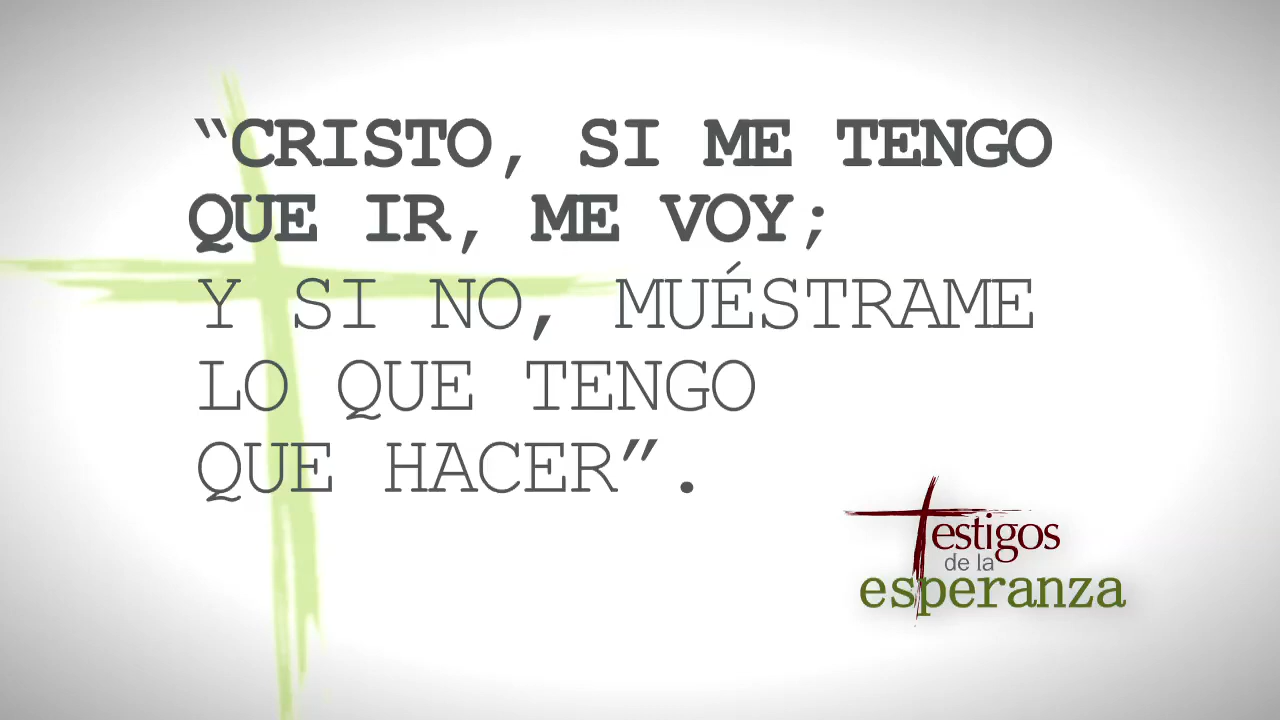 “CRISTO, SI ME TENGO
QUE IR, ME VOY;
Y SI NO, MUÉSTRAME
LO QUE TENGO
QUE HACER”.
testigos
de la
esperanza